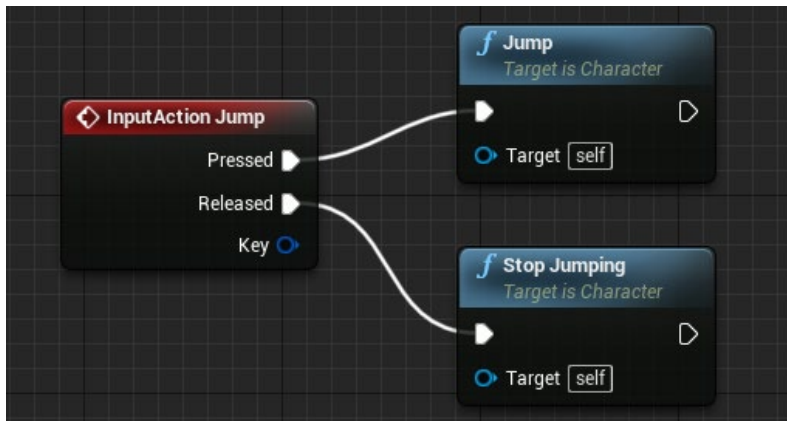 InputAction Jump
Pressed
Released
Key
f Jump
Target is Character
Target self
f Stop Jumping
Target is Character
Target self